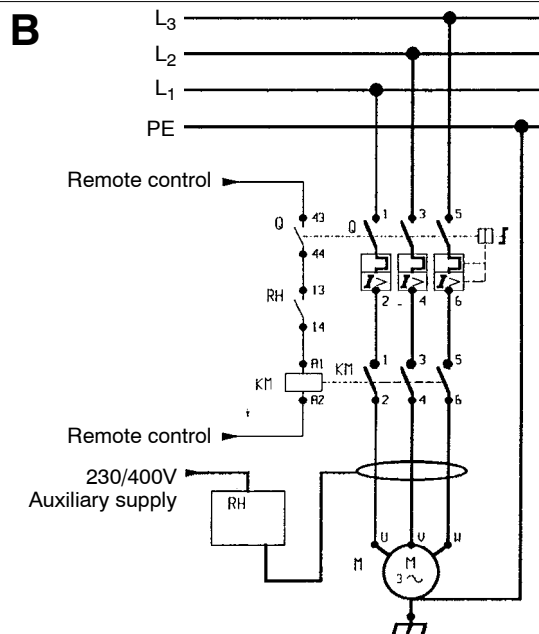 B
L3
L2
L1
PE
Remote control
43
1
3
5
Q
Q
44
I>
I>
I>
13
2
4
6
RH
14
A1
1
3
5
KM
KM
A2
2
4
6
Remote control
230/400V
Auxiliary supply
RH
U
V
W
M
M
3~